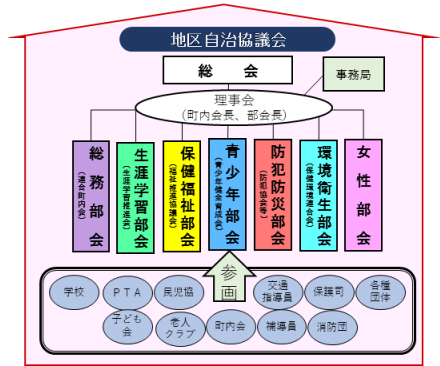 地区自治協議会
総　会
事務局
理事会
（町内会長、部会長）
総務部会
（連合町内会）
生涯学習部会
（生涯学習推進会）
保健福祉部会
（福祉推進協議会）
青少年部会
（青少年健全育成会）
防犯防災部会
（防犯協会等）
環境衛生部会
（保健環境連合会）
女性部会
参画
学校
ＰＴＡ
民児協
交通
指導員
保護司
各種
団体
子ども
会
老人
クラブ
町内会
補導員
消防団